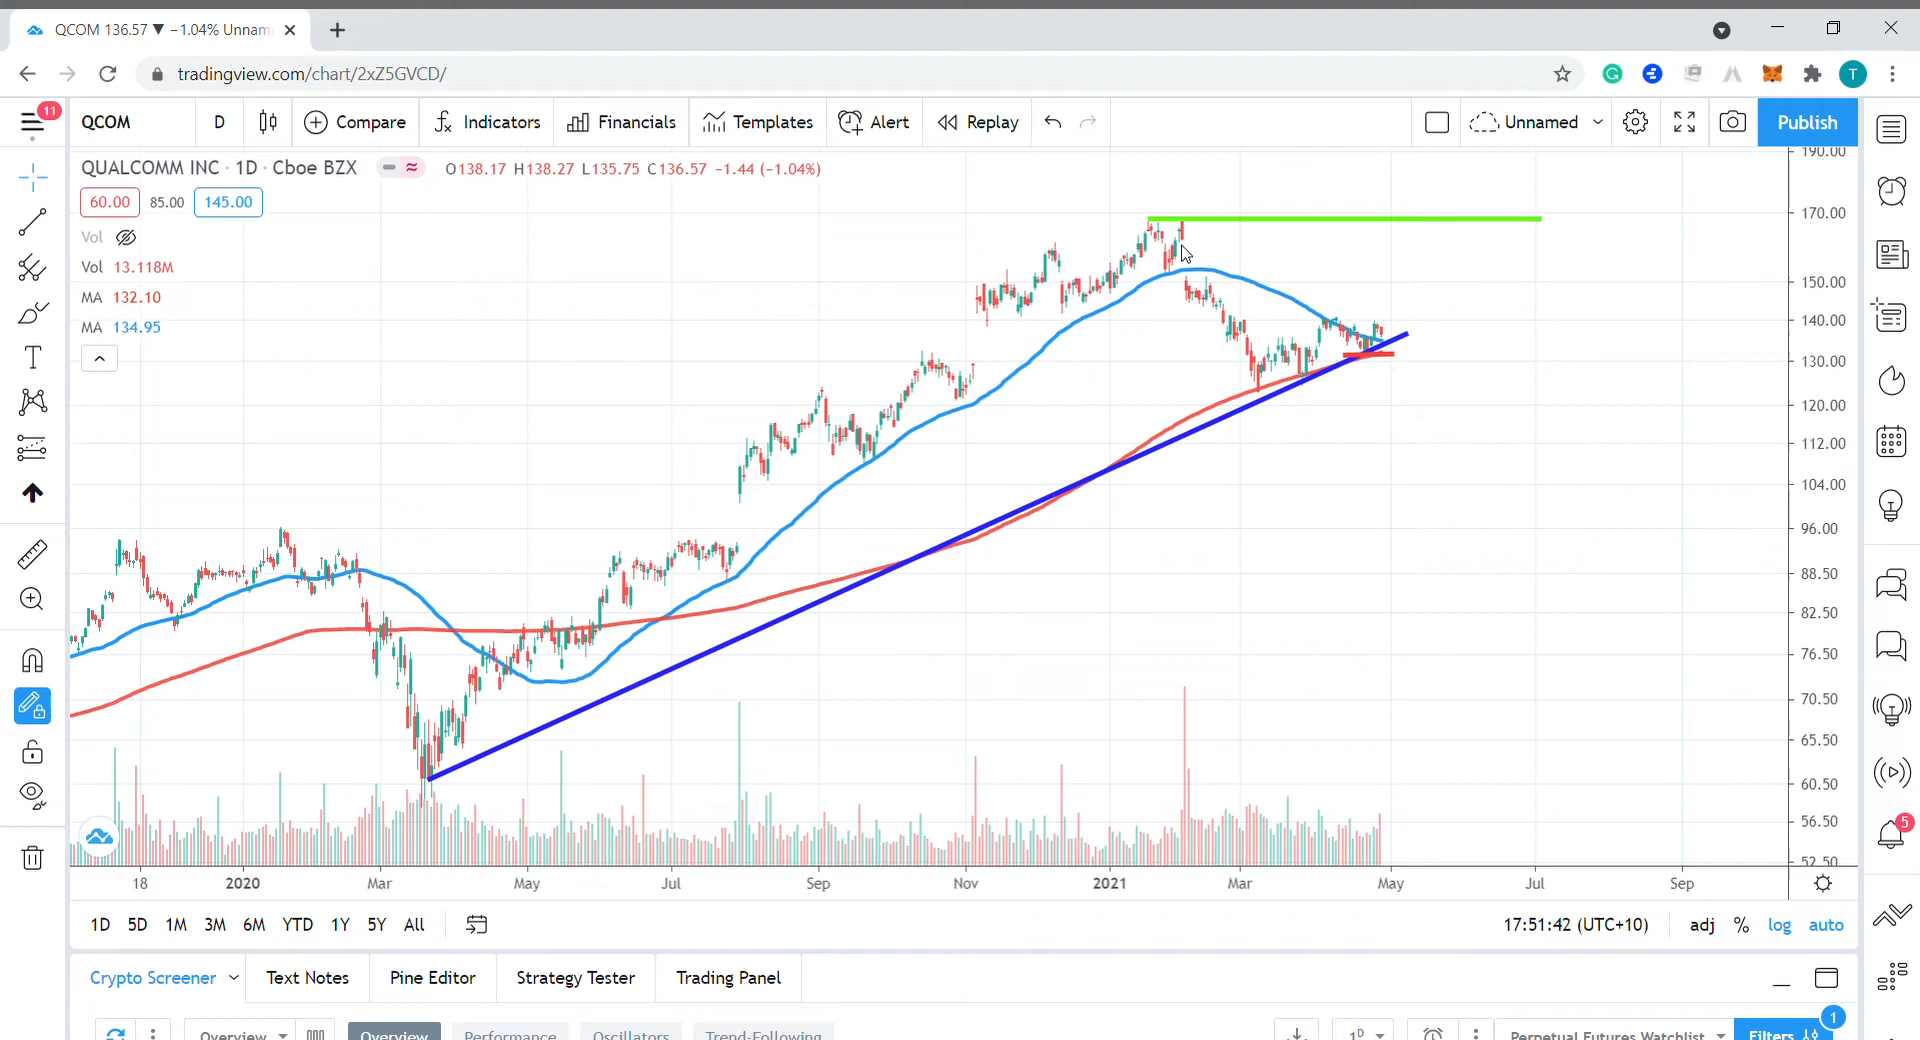 QCOM 136.57 ▼ −1.04% Unnam
tradingview.com/chart/2xZ5GVCD/
11
QCOM D Compare Indicators Financials Templates Alert Replay Unnamed Publish
QUALCOMM INC · 1D · Cboe BZX O138.17 H138.27 L135.75 C136.57 −1.44 (−1.04%)
60.00 85.00 145.00
Vol
Vol 13.118M
MA 132.10
MA 134.95
190.00
170.00
150.00
140.00
130.00
120.00
112.00
104.00
96.00
88.50
82.50
76.50
70.50
65.50
60.50
56.50
52.50
18 2020 Mar May Jul Sep Nov 2021 Mar May Jul Sep
1D 5D 1M 3M 6M YTD 1Y 5Y All 17:51:42 (UTC+10) adj % log auto
Crypto Screener Text Notes Pine Editor Strategy Tester Trading Panel
Overview Overview Performance Oscillators Trend-Following 1D Perpetual Futures Watchlist Filters 1
T
5
T